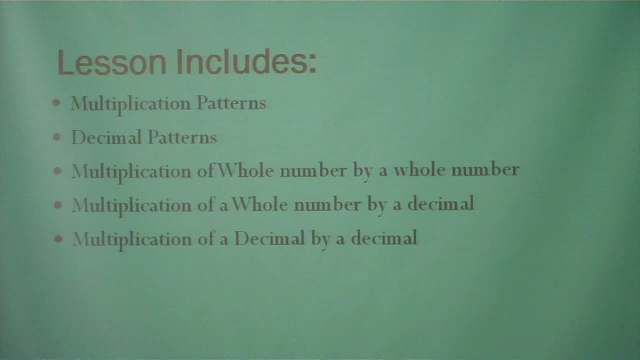 Lesson Includes:
• Multiplication Patterns
• Decimal Patterns
• Multiplication of Whole number by a whole number
• Multiplication of a Whole number by a decimal
• Multiplication of a Decimal by a decimal